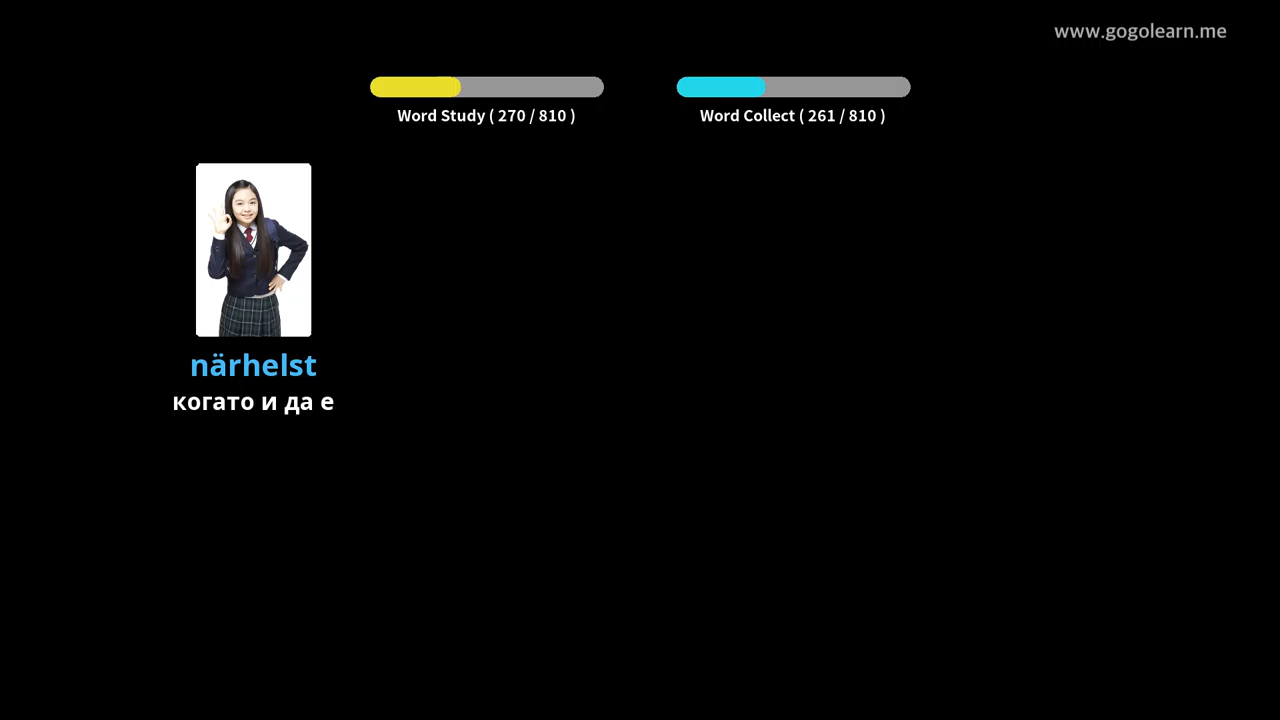 www.gogolearn.me
Word Study ( 270 / 810 )
Word Collect ( 261 / 810 )
närhelst
когато и да е